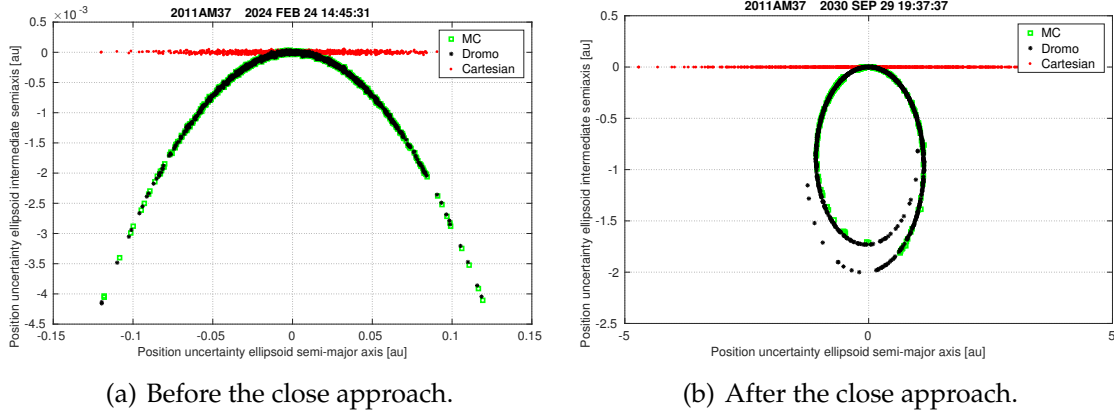 2011AM37 2024 FEB 24 14:45:31
×10⁻³
0.5
0
-0.5
-1
-1.5
-2
-2.5
-3
-3.5
-4
-4.5
-0.15 -0.1 -0.05 0 0.05 0.1 0.15
Position uncertainty ellipsoid intermediate semiaxis [au]
Position uncertainty ellipsoid semi-major axis [au]
MC
Dromo
Cartesian
(a) Before the close approach.
2011AM37 2030 SEP 29 19:37:37
0.5
0
-0.5
-1
-1.5
-2
-2.5
-5 0 5
Position uncertainty ellipsoid intermediate semiaxis [au]
Position uncertainty ellipsoid semi-major axis [au]
MC
Dromo
Cartesian
(b) After the close approach.